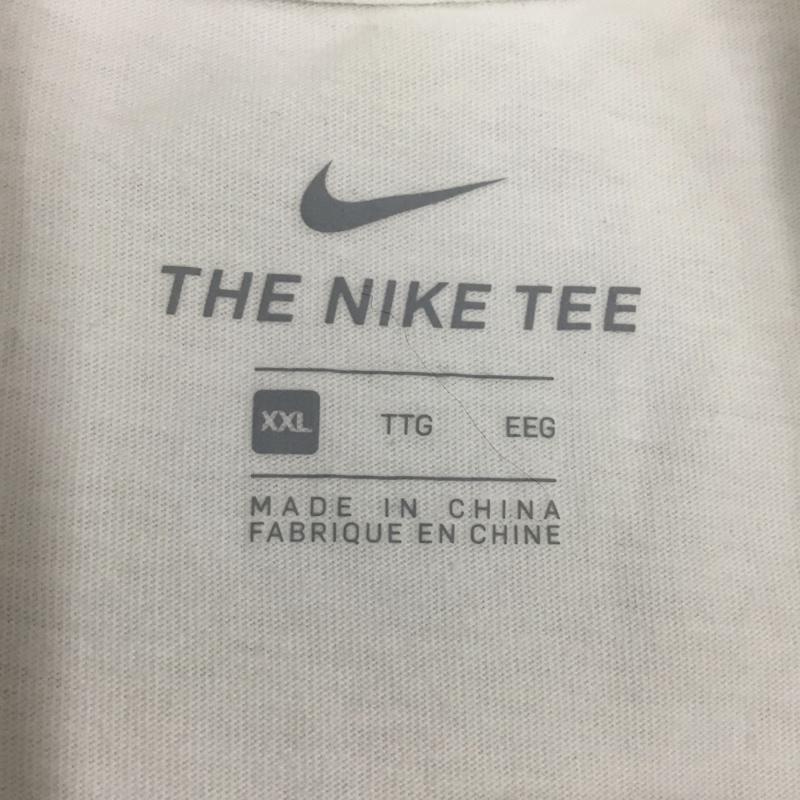 THE NIKE TEE
XXL TTG EEG
MADE IN CHINA
FABRIQUE EN CHINE